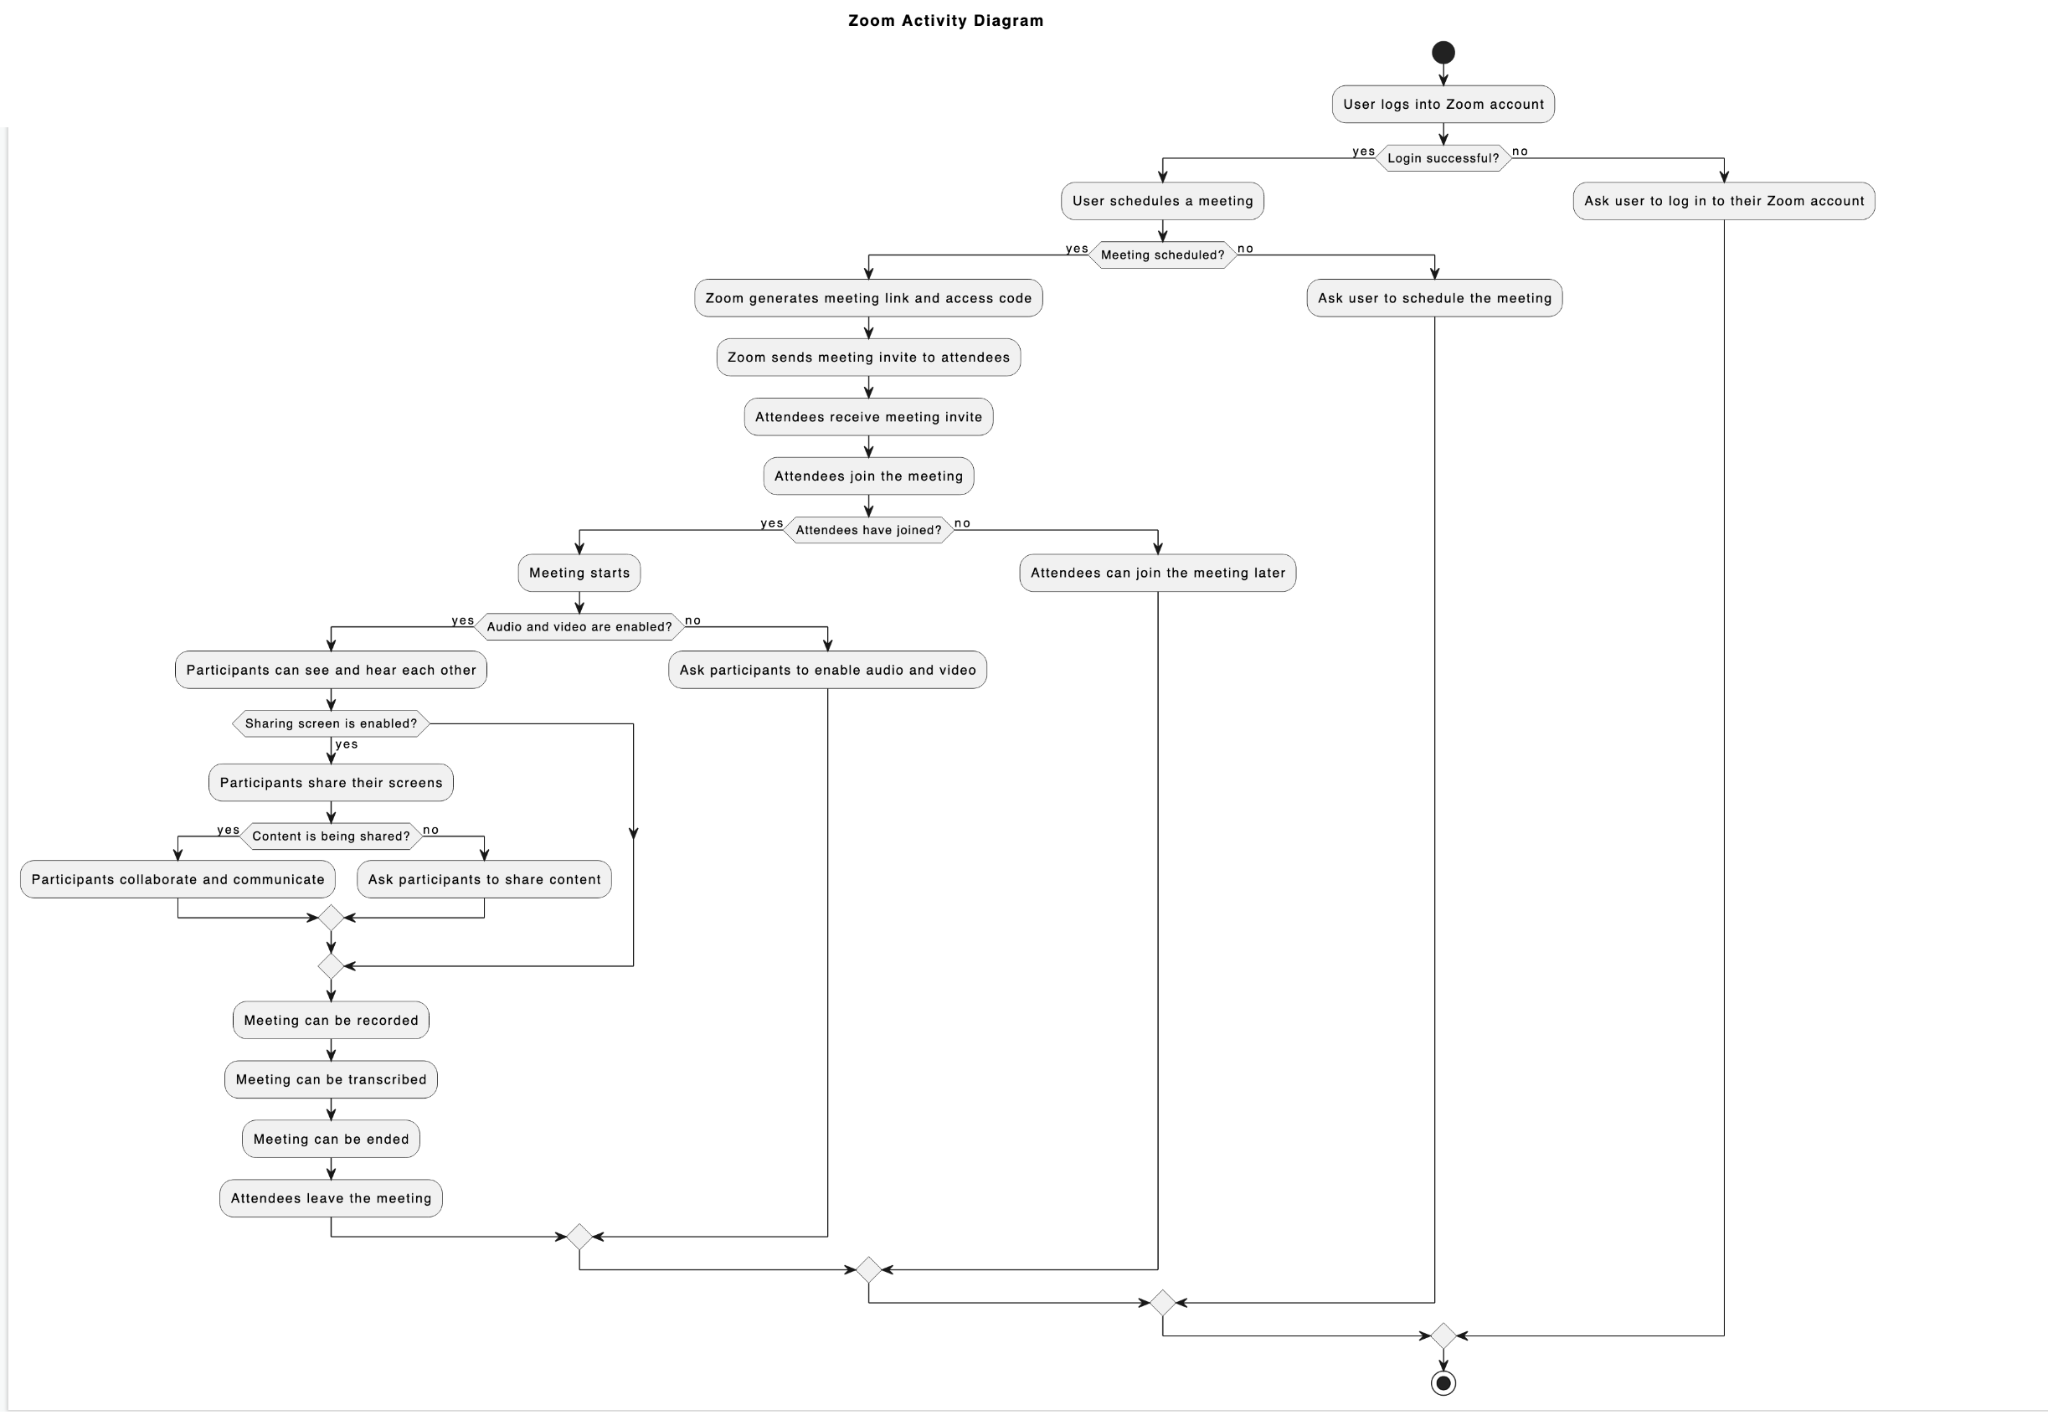 Zoom Activity Diagram
User logs into Zoom account
yes
Login successful?
no
User schedules a meeting
Ask user to log in to their Zoom account
yes
Meeting scheduled?
no
Zoom generates meeting link and access code
Ask user to schedule the meeting
Zoom sends meeting invite to attendees
Attendees receive meeting invite
Attendees join the meeting
yes
Attendees have joined?
no
Meeting starts
Attendees can join the meeting later
yes
Audio and video are enabled?
no
Participants can see and hear each other
Ask participants to enable audio and video
Sharing screen is enabled?
yes
Participants share their screens
yes
Content is being shared?
no
Participants collaborate and communicate
Ask participants to share content
Meeting can be recorded
Meeting can be transcribed
Meeting can be ended
Attendees leave the meeting